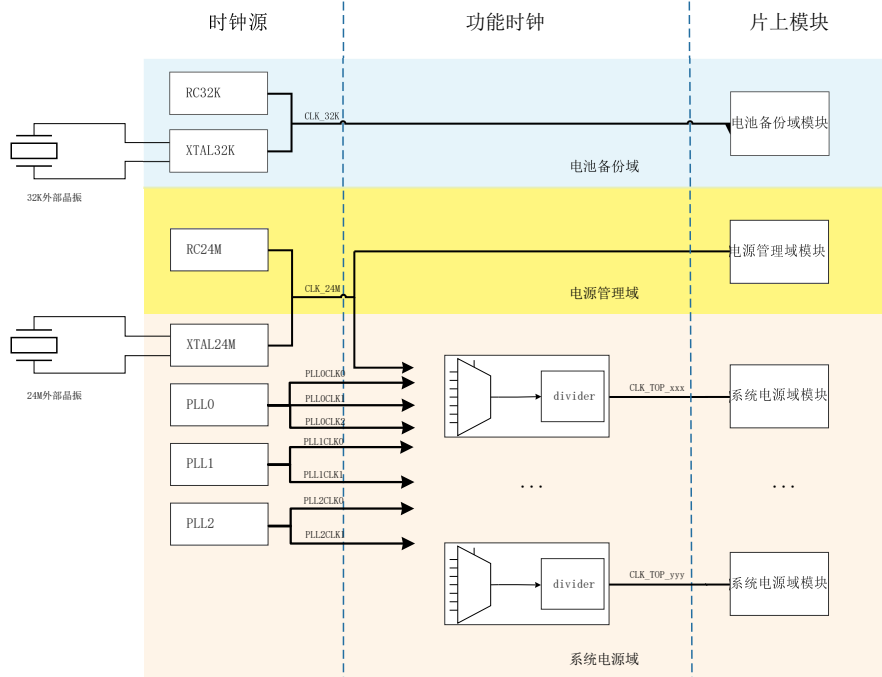 时钟源
功能时钟
片上模块
RC32K
CLK_32K
电池备份域模块
XTAL32K
电池备份域
32K外部晶振
RC24M
电源管理域模块
CLK_24M
电源管理域
XTAL24M
24M外部晶振
PLL0CLK0
PLL0
PLL0CLK1
PLL0CLK2
divider
CLK_TOP_xxx
系统电源域模块
PLL1CLK0
PLL1
PLL1CLK1
...
...
PLL2CLK0
PLL2
PLL2CLK1
divider
CLK_TOP_yyy
系统电源域模块
系统电源域